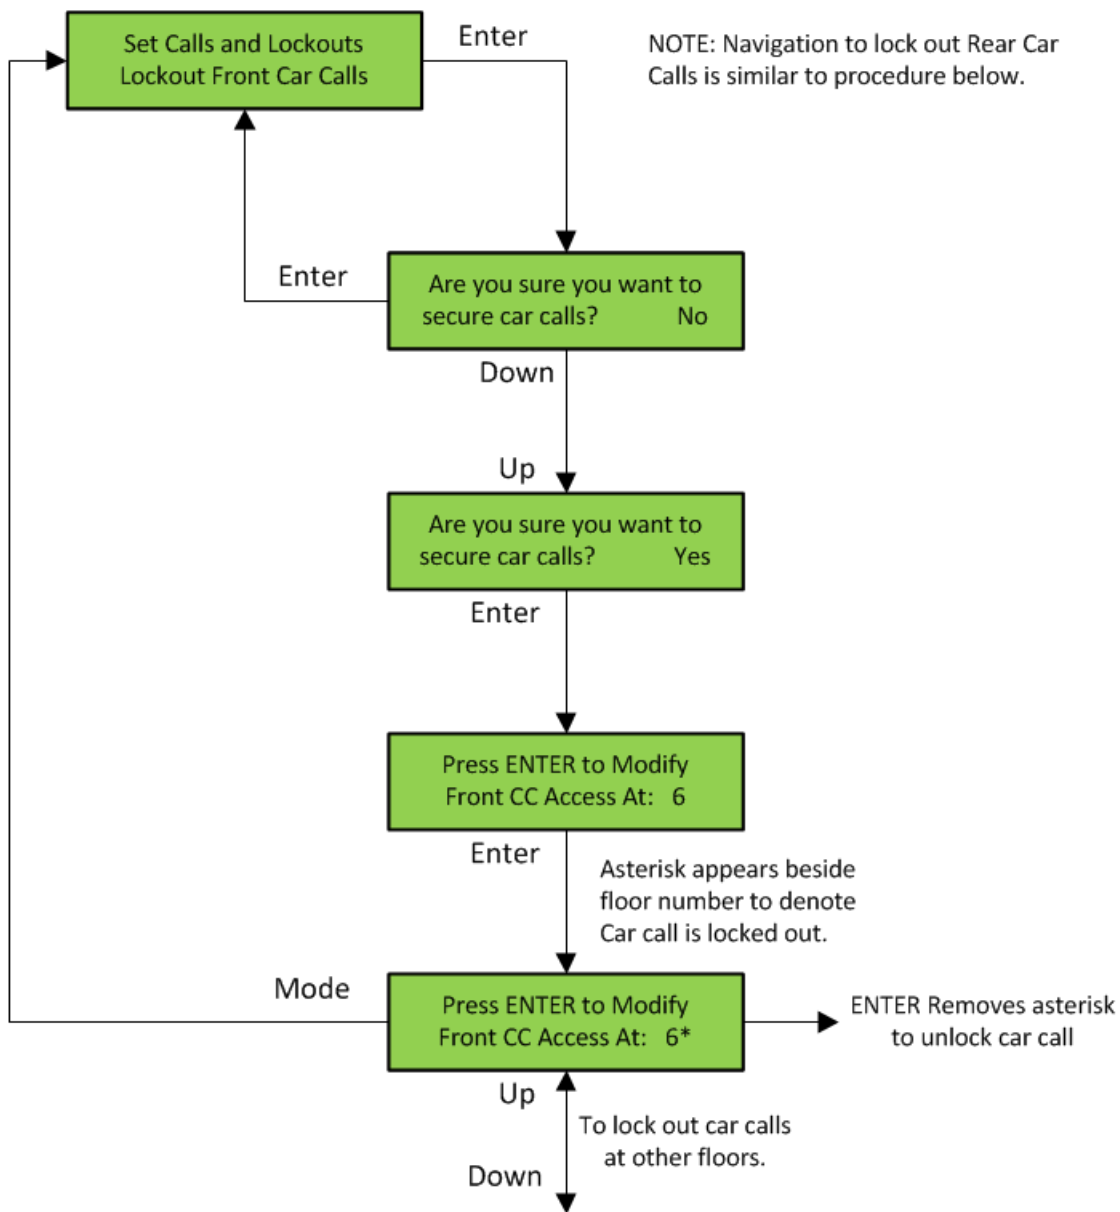 Set Calls and Lockouts
Lockout Front Car Calls
Enter
NOTE: Navigation to lock out Rear Car
Calls is similar to procedure below.
Enter
Are you sure you want to
secure car calls? No
Down
Up
Are you sure you want to
secure car calls? Yes
Enter
Press ENTER to Modify
Front CC Access At: 6
Enter
Asterisk appears beside
floor number to denote
Car call is locked out.
Mode
Press ENTER to Modify
Front CC Access At: 6*
ENTER Removes asterisk
to unlock car call
Up
To lock out car calls
at other floors.
Down